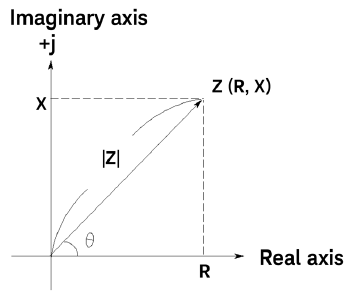 Imaginary axis
+j
Z (R, X)
X
|Z|
θ
Real axis
R